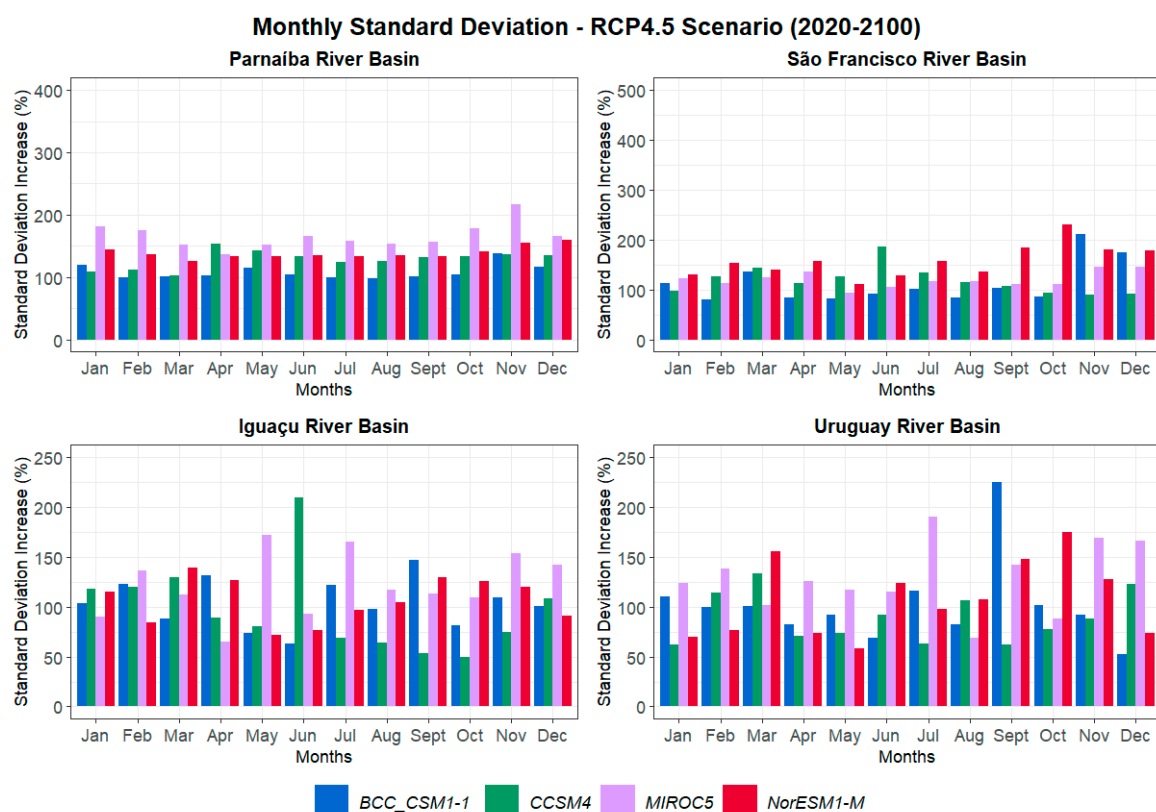 Monthly Standard Deviation - RCP4.5 Scenario (2020-2100)
Parnaíba River Basin
Standard Deviation Increase (%)
400
300
200
100
0
Jan Feb Mar Apr May Jun Jul Aug Sept Oct Nov Dec
Months
São Francisco River Basin
Standard Deviation Increase (%)
500
400
300
200
100
0
Jan Feb Mar Apr May Jun Jul Aug Sept Oct Nov Dec
Months
Iguaçu River Basin
Standard Deviation Increase (%)
250
200
150
100
50
0
Jan Feb Mar Apr May Jun Jul Aug Sept Oct Nov Dec
Months
Uruguay River Basin
Standard Deviation Increase (%)
250
200
150
100
50
0
Jan Feb Mar Apr May Jun Jul Aug Sept Oct Nov Dec
Months
BCC_CSM1-1 CCSM4 MIROC5 NorESM1-M